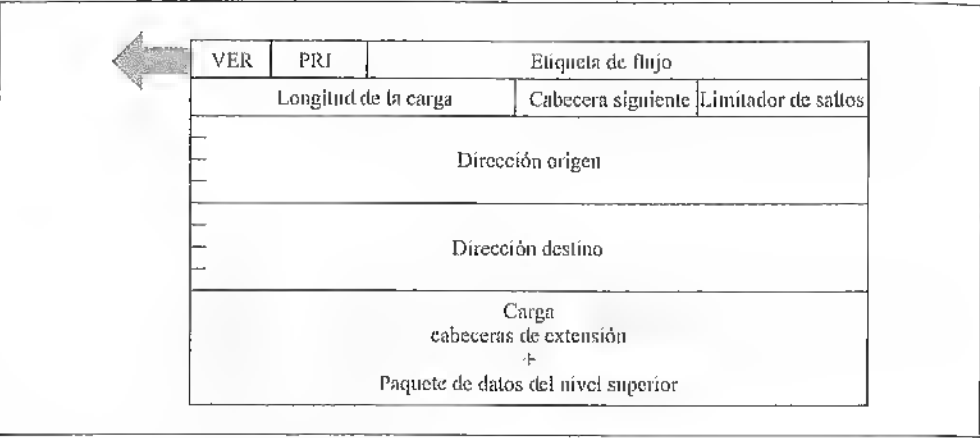 VER PRI Etiqueta de flujo
Longitud de la carga Cabecera siguiente Limitador de saltos
Dirección origen
Dirección destino
Carga
cabeceras de extensión
+
Paquete de datos del nivel superior